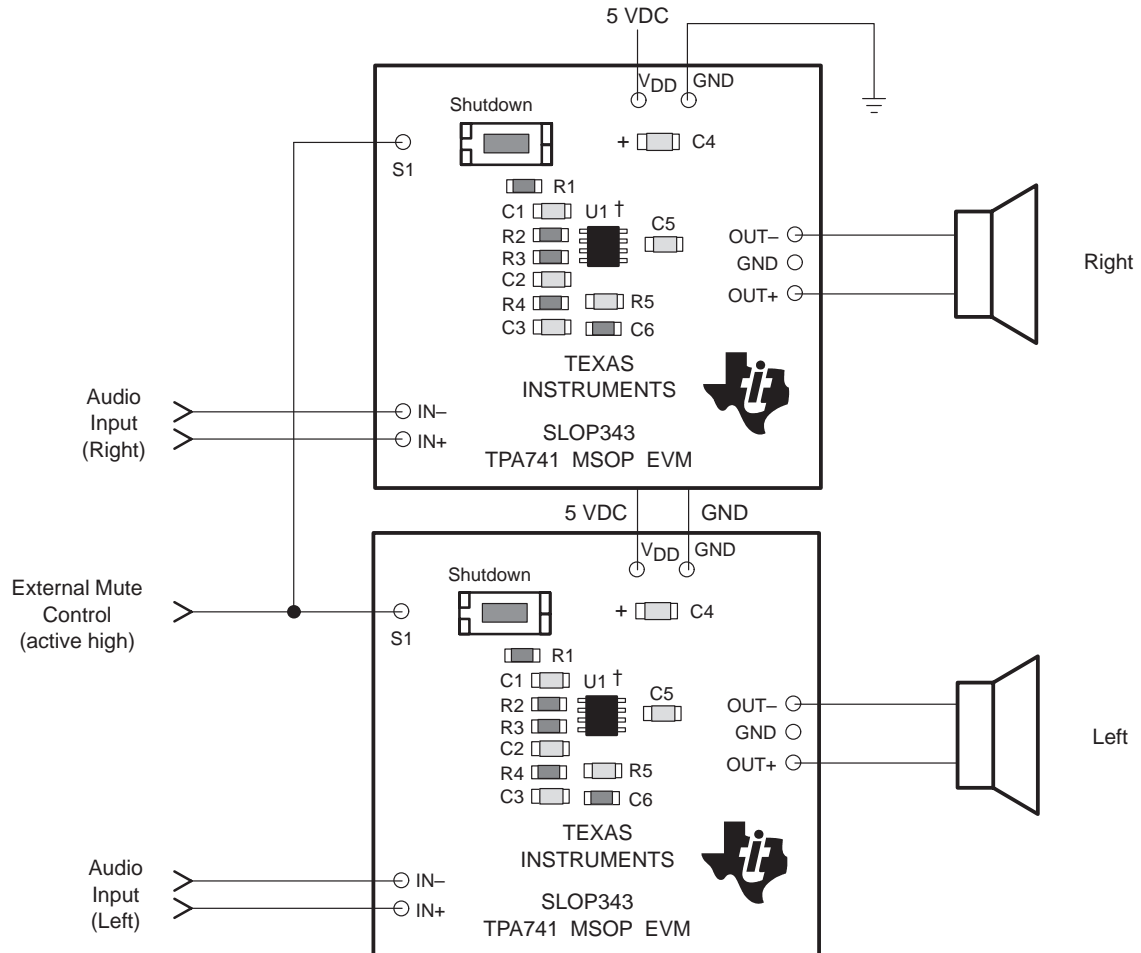 5 VDC
VDD GND
Shutdown
+ C4
S1
R1
C1 U1 †
C5
R2
OUT–
R3
GND
Right
C2
OUT+
R4 R5
C3 C6
TEXAS
INSTRUMENTS
Audio
Input
(Right)
IN–
IN+
SLOP343
TPA741 MSOP EVM
5 VDC GND
VDD GND
Shutdown
External Mute
Control
(active high)
+ C4
S1
R1
C1 U1 †
C5
R2
OUT–
R3
GND
Left
C2
OUT+
R4 R5
C3 C6
TEXAS
INSTRUMENTS
Audio
Input
(Left)
IN–
IN+
SLOP343
TPA741 MSOP EVM